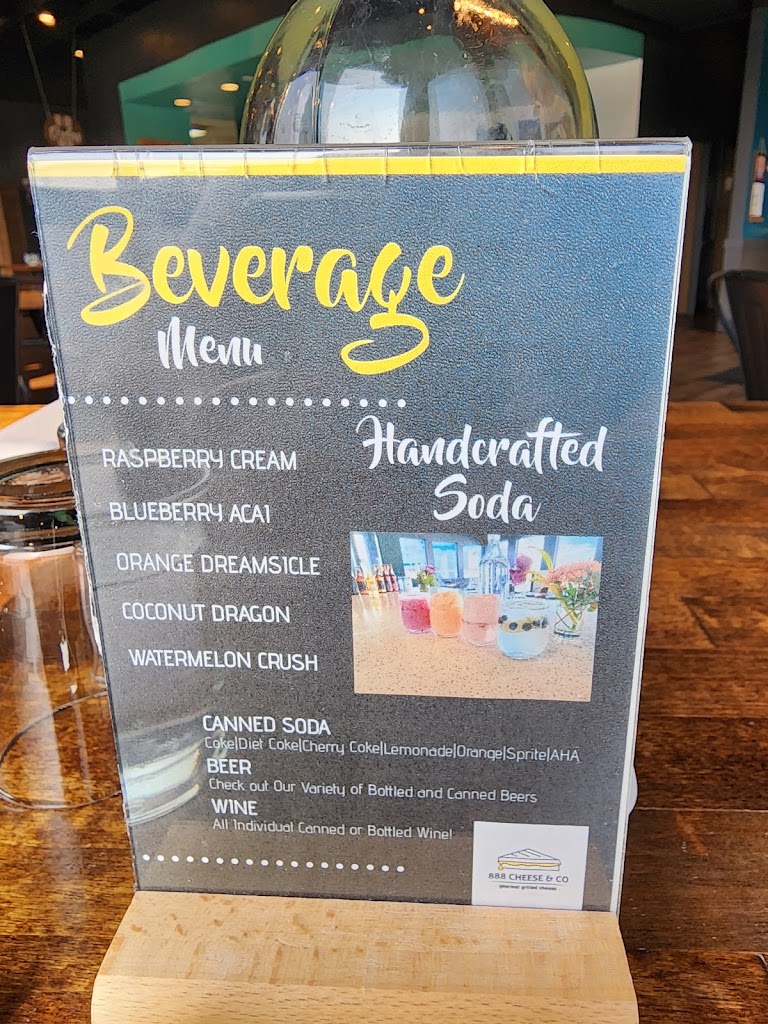 Beverage
Menu
Handcrafted
Soda
RASPBERRY CREAM
BLUEBERRY ACAI
ORANGE DREAMSICLE
COCONUT DRAGON
WATERMELON CRUSH
CANNED SODA
Coke|Diet Coke|Cherry Coke|Lemonade|Orange|Sprite|AHA
BEER
Check out Our Variety of Bottled and Canned Beers
WINE
All Individual Canned or Bottled Wine!
888 CHEESE & CO
gourmet grilled cheese